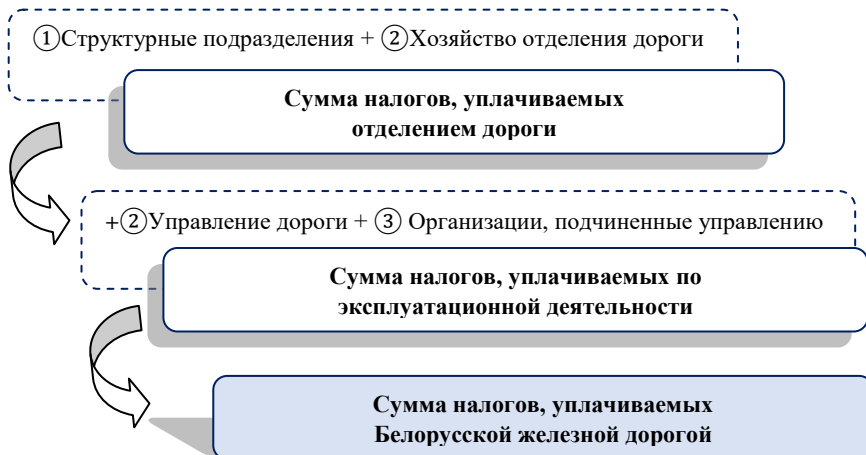 ①Структурные подразделения + ②Хозяйство отделения дороги
Сумма налогов, уплачиваемых
отделением дороги
+②Управление дороги + ③ Организации, подчиненные управлению
Сумма налогов, уплачиваемых по
эксплуатационной деятельности
Сумма налогов, уплачиваемых
Белорусской железной дорогой